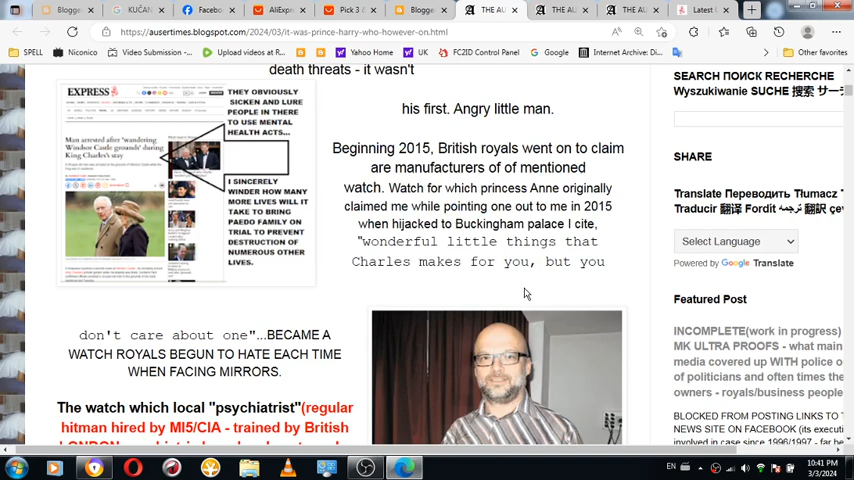 Blogge
KUČAN
Facebo
AliExpr
Pick 3
Blogge
THE AU
THE AU
THE AU
Latest U
https://ausertimes.blogspot.com/2024/03/it-was-prince-harry-who-however-on.html
SPELL
Niconico
Video Submission -...
Upload videos at R...
Yahoo Home
UK
FC2ID Control Panel
Google
Internet Archive: Di...
Other favorites
death threats - it wasn't
EXPRESS
Man arrested after 'wandering
Windsor Castle grounds' during
King Charles's stay
THEY OBVIOUSLY
SICKEN AND LURE
PEOPLE IN THERE
TO USE MENTAL
HEALTH ACTS...
I SINCERELY
WINDER HOW MANY
MORE LIVES WILL IT
TAKE TO BRING
PAEDO FAMILY ON
TRIAL TO PREVENT
DESTRUCTION OF
NUMEROUS OTHER
LIVES.
his first. Angry little man.
Beginning 2015, British royals went on to claim
are manufacturers of of mentioned
watch. Watch for which princess Anne originally
claimed me while pointing one out to me in 2015
when hijacked to Buckingham palace I cite,
"wonderful little things that
Charles makes for you, but you
don't care about one"...BECAME A
WATCH ROYALS BEGUN TO HATE EACH TIME
WHEN FACING MIRRORS.
The watch which local "psychiatrist"(regular
hitman hired by MI5/CIA - trained by British
SEARCH ПОИСК RECHERCHE
Wyszukiwanie SUCHE 搜索 サー
SHARE
Translate Переводить Tłumacz
Traducir 翻译 Fordít ترجمه 翻訳 çev
Select Language
Powered by Google Translate
Featured Post
INCOMPLETE(work in progress)
MK ULTRA PROOFS - what main
media covered up WITH police o
of politicians and often times the
owners - royals/business people
BLOCKED FROM POSTING LINKS TO T
NEWS SITE ON FACEBOOK (its executi
involved in case since 1996/1997 - far be
EN
10:41 PM
3/3/2024